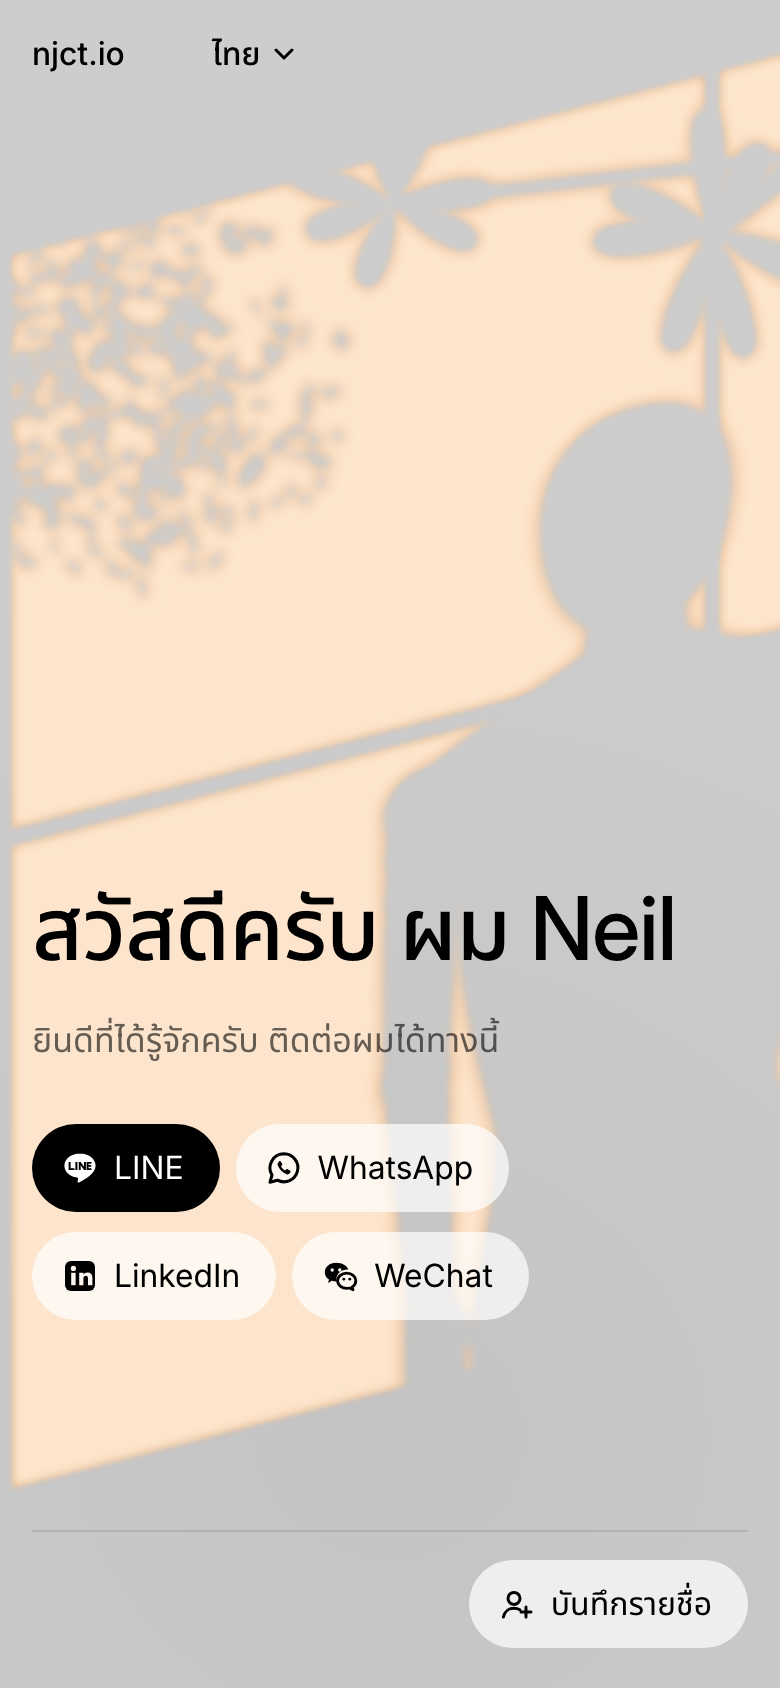 njct.io ไทย
สวัสดีครับ ผม Neil
ยินดีที่ได้รู้จักครับ ติดต่อผมได้ทางนี้
LINE LINE WhatsApp
in LinkedIn WeChat
บันทึกรายชื่อ